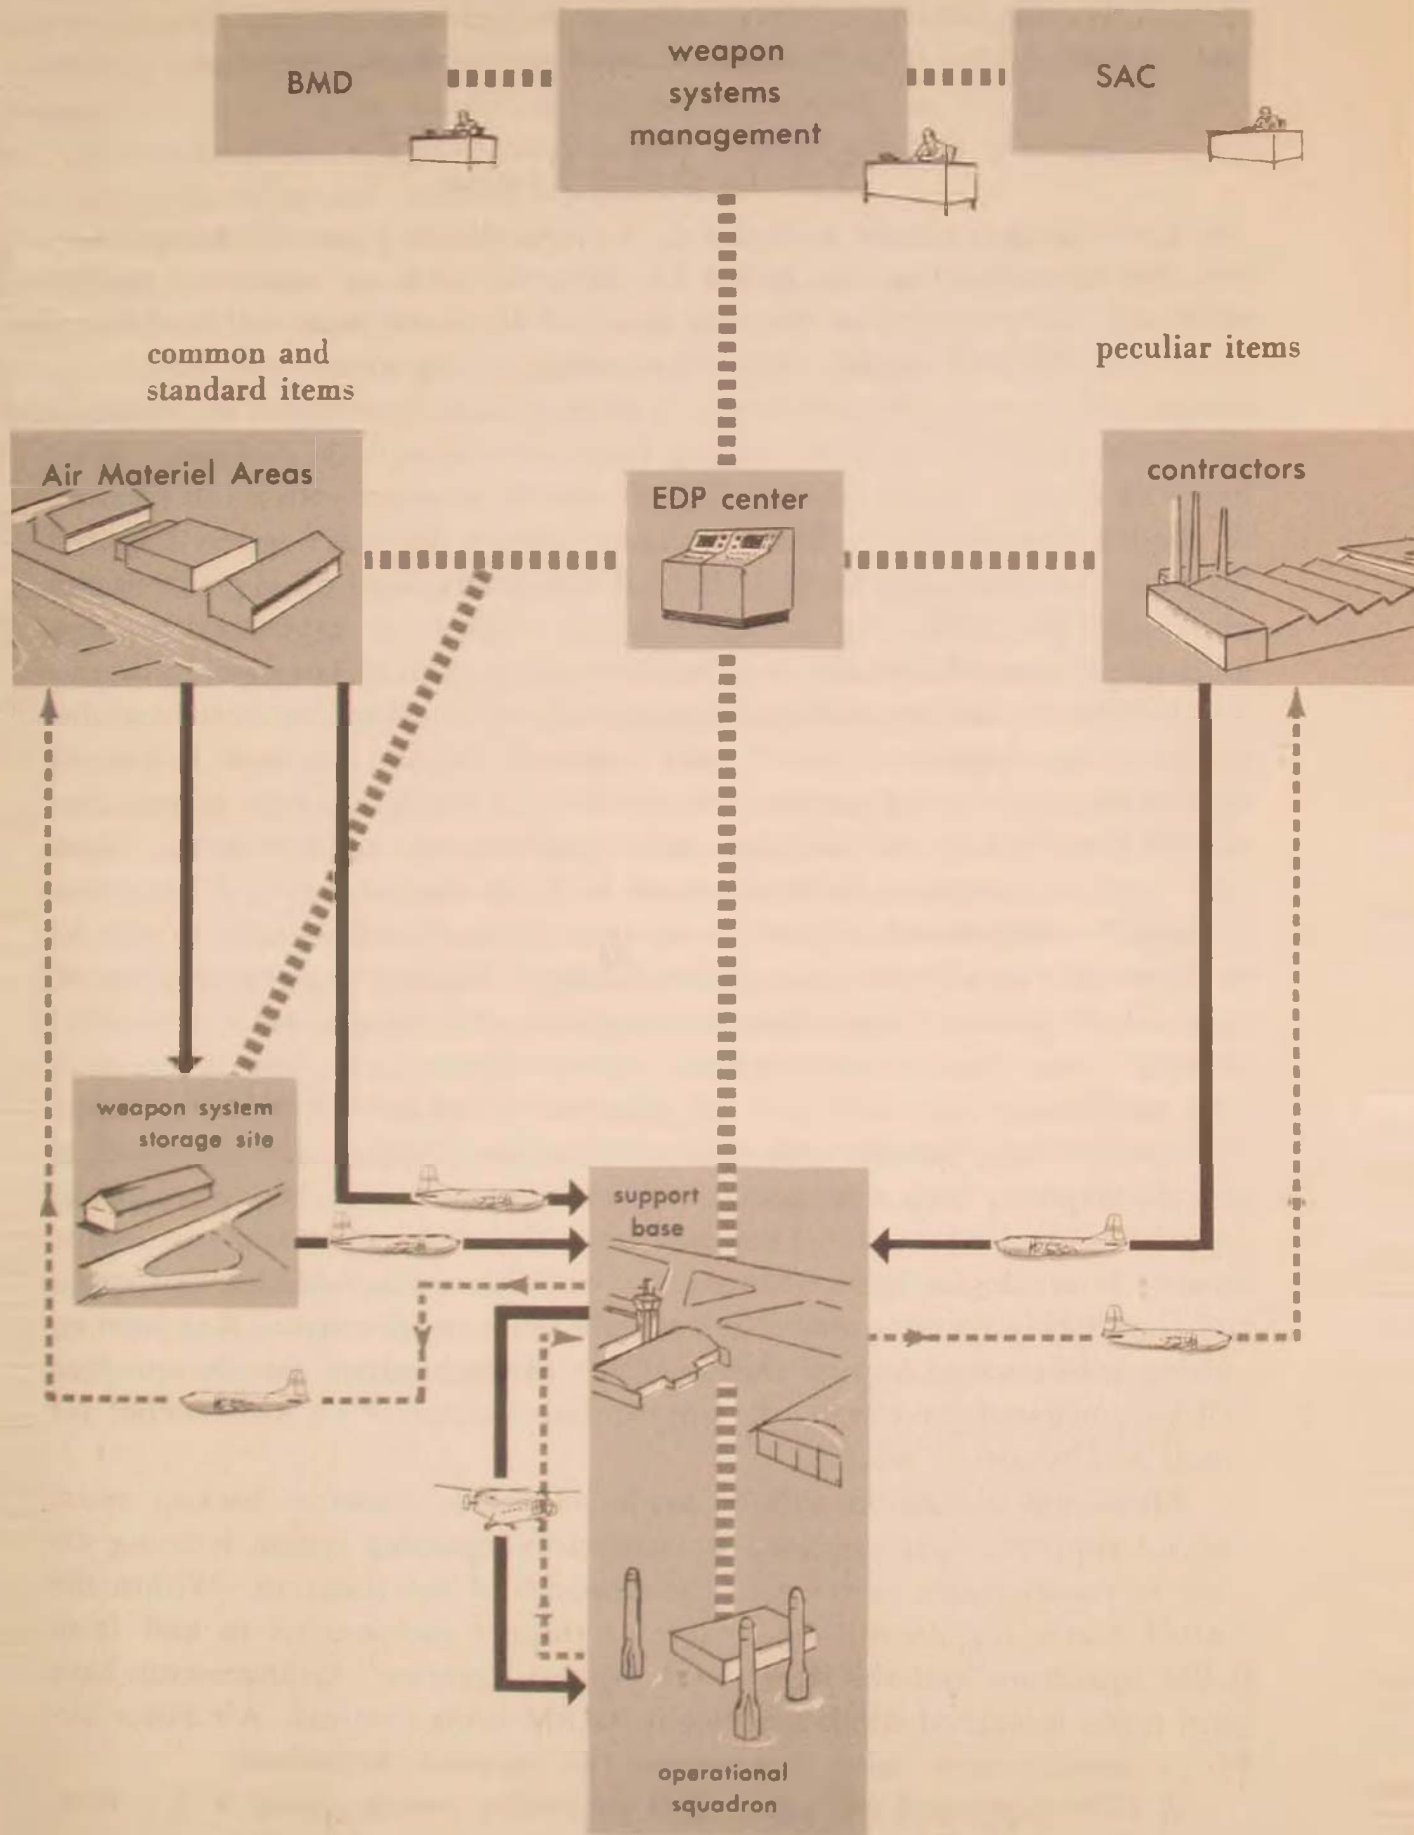 BMD
weapon
systems
management
SAC
common and
standard items
peculiar items
Air Materiel Areas
EDP center
contractors
weapon system
storage site
support
base
operational
squadron